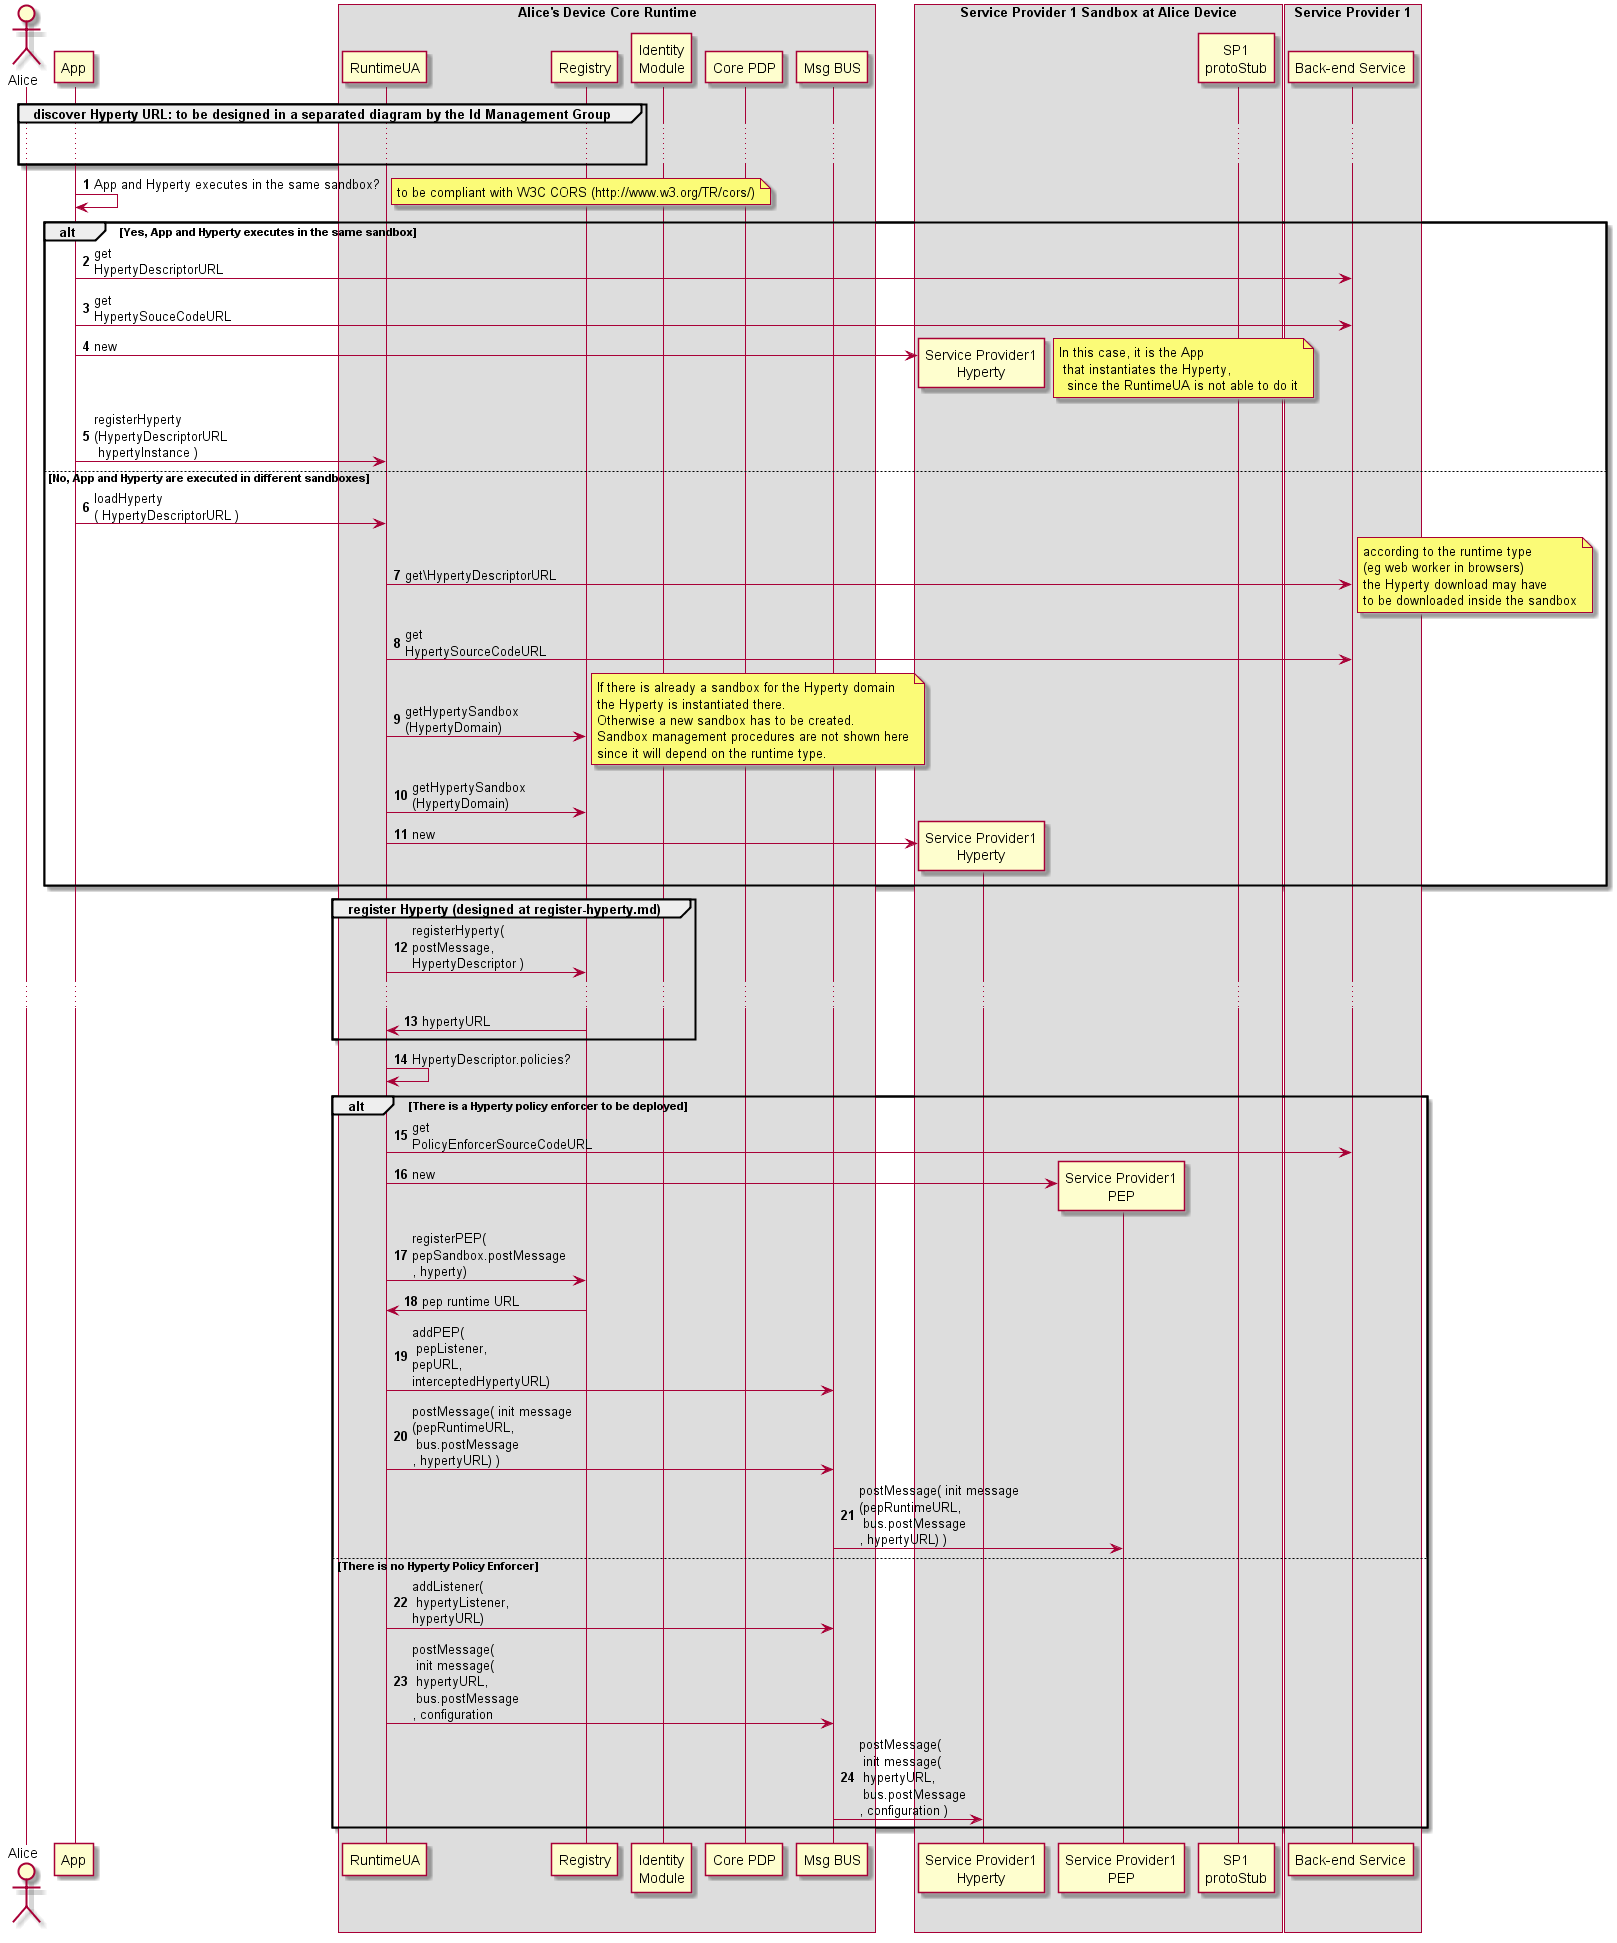 Alice's Device Core Runtime
Service Provider 1 Sandbox at Alice Device
Service Provider 1
Alice
App
RuntimeUA
Registry
Identity
Module
Core PDP
Msg BUS
SP1
protoStub
Back-end Service
discover Hyperty URL: to be designed in a separated diagram by the Id Management Group
1 App and Hyperty executes in the same sandbox?
to be compliant with W3C CORS (http://www.w3.org/TR/cors/)
alt [Yes, App and Hyperty executes in the same sandbox]
2 get
HypertyDescriptorURL
3 get
HypertySouceCodeURL
4 new
Service Provider1
Hyperty
In this case, it is the App
that instantiates the Hyperty,
since the RuntimeUA is not able to do it
5 registerHyperty
(HypertyDescriptorURL
hypertyInstance )
[No, App and Hyperty are executed in different sandboxes]
6 loadHyperty
( HypertyDescriptorURL )
7 get\HypertyDescriptorURL
according to the runtime type
(eg web worker in browsers)
the Hyperty download may have
to be downloaded inside the sandbox
8 get
HypertySourceCodeURL
9 getHypertySandbox
(HypertyDomain)
If there is already a sandbox for the Hyperty domain
the Hyperty is instantiated there.
Otherwise a new sandbox has to be created.
Sandbox management procedures are not shown here
since it will depend on the runtime type.
10 getHypertySandbox
(HypertyDomain)
11 new
Service Provider1
Hyperty
register Hyperty (designed at register-hyperty.md)
12 registerHyperty(
postMessage,
HypertyDescriptor )
13 hypertyURL
14 HypertyDescriptor.policies?
alt [There is a Hyperty policy enforcer to be deployed]
15 get
PolicyEnforcerSourceCodeURL
16 new
Service Provider1
PEP
17 registerPEP(
pepSandbox.postMessage
, hyperty)
18 pep runtime URL
19 addPEP(
pepListener,
pepURL,
interceptedHypertyURL)
20 postMessage( init message
(pepRuntimeURL,
bus.postMessage
, hypertyURL) )
21 postMessage( init message
(pepRuntimeURL,
bus.postMessage
, hypertyURL) )
[There is no Hyperty Policy Enforcer]
22 addListener(
hypertyListener,
hypertyURL)
23 postMessage(
init message(
hypertyURL,
bus.postMessage
, configuration
24 postMessage(
init message(
hypertyURL,
bus.postMessage
, configuration )
Alice
App
RuntimeUA
Registry
Identity
Module
Core PDP
Msg BUS
Service Provider1
Hyperty
Service Provider1
PEP
SP1
protoStub
Back-end Service